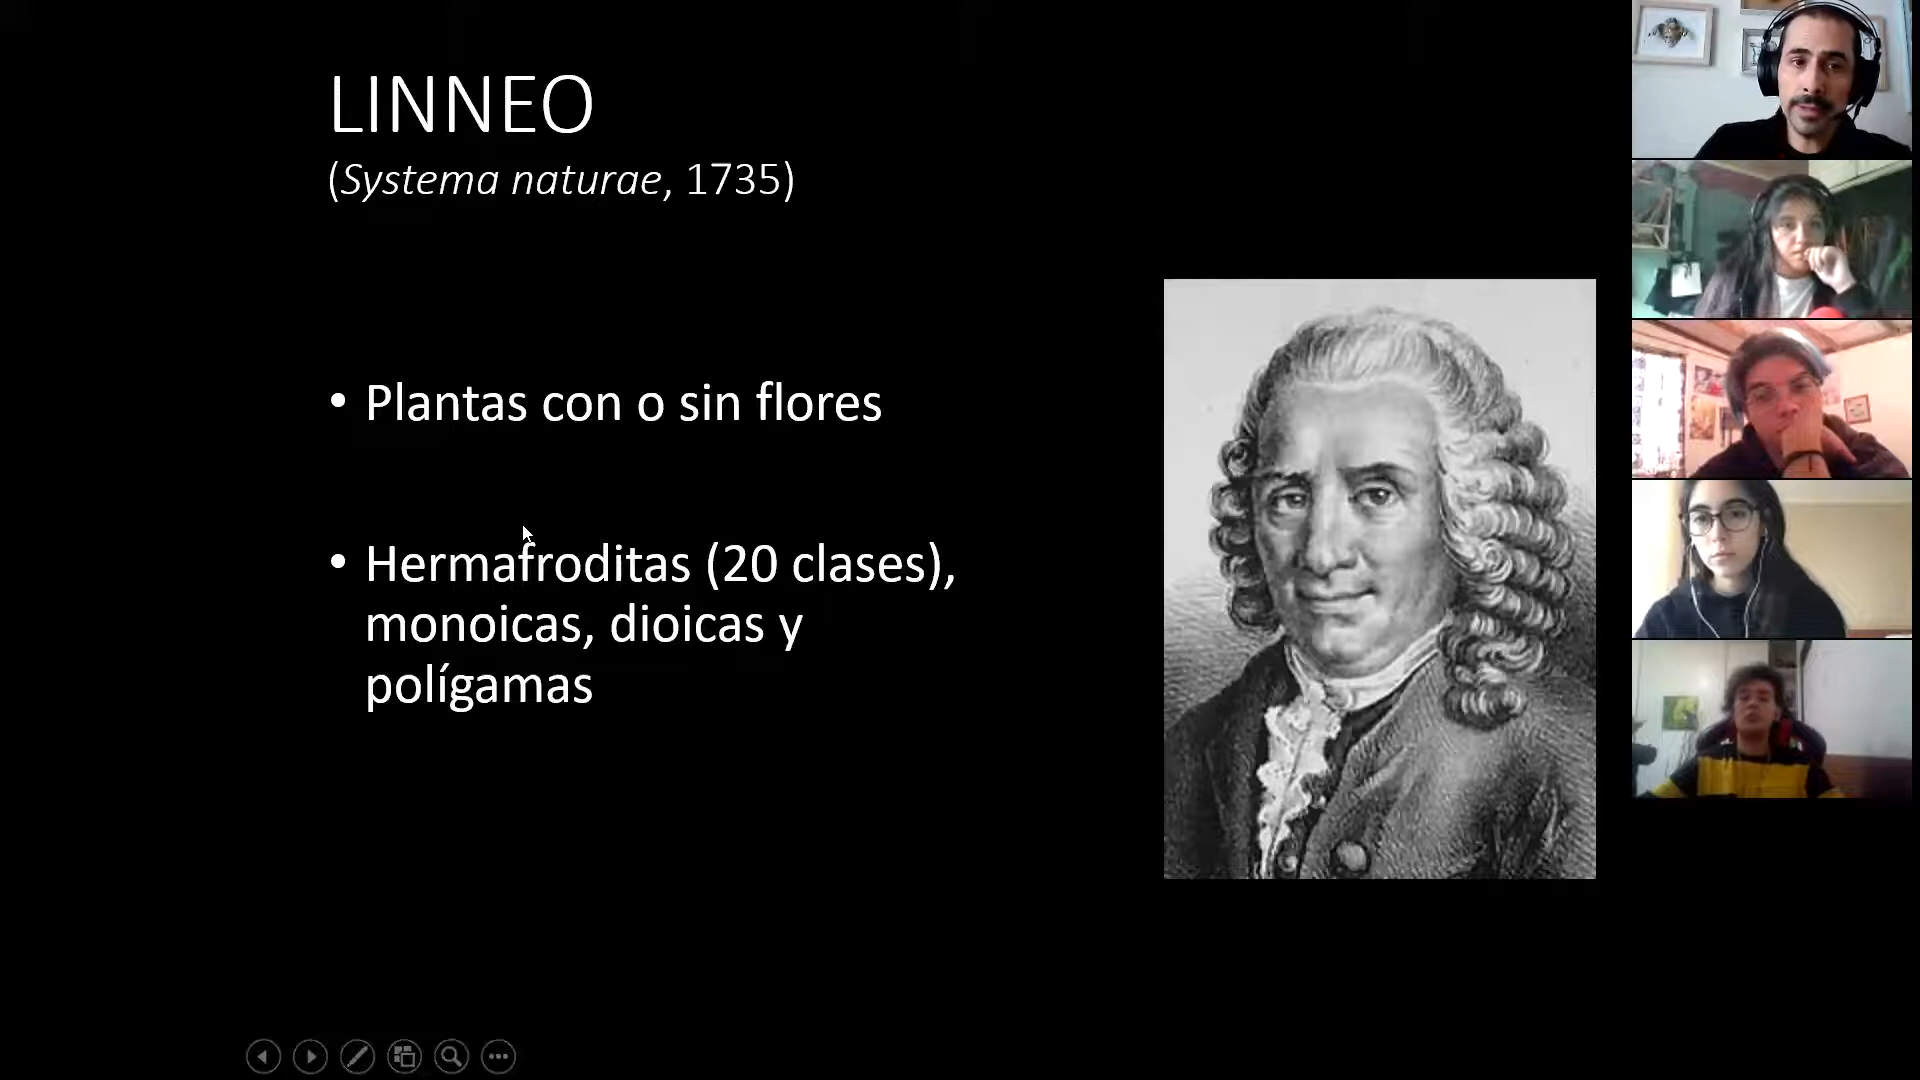 LINNEO
(Systema naturae, 1735)
• Plantas con o sin flores
• Hermafroditas (20 clases),
monoicas, dioicas y
polígamas